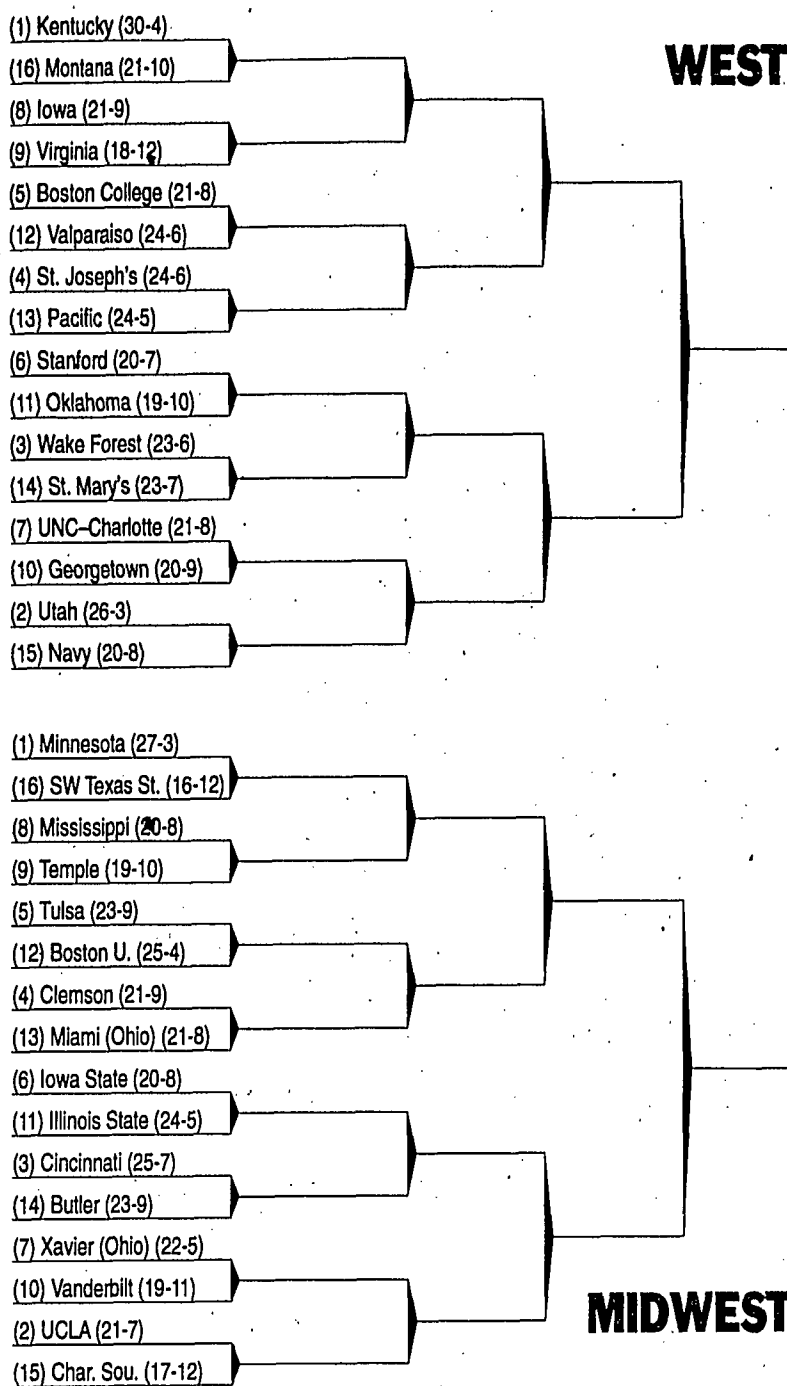 (1) Kentucky (30-4)
WEST
(16) Montana (21-10)
(8) Iowa (21-9)
(9) Virginia (18-12)
(5) Boston College (21-8)
(12) Valparaiso (24-6)
(4) St. Joseph's (24-6)
(13) Pacific (24-5)
(6) Stanford (20-7)
(11) Oklahoma (19-10)
(3) Wake Forest (23-6)
(14) St. Mary's (23-7)
(7) UNC–Charlotte (21-8)
(10) Georgetown (20-9)
(2) Utah (26-3)
(15) Navy (20-8)
(1) Minnesota (27-3)
(16) SW Texas St. (16-12)
(8) Mississippi (20-8)
(9) Temple (19-10)
(5) Tulsa (23-9)
(12) Boston U. (25-4)
(4) Clemson (21-9)
(13) Miami (Ohio) (21-8)
(6) Iowa State (20-8)
(11) Illinois State (24-5)
(3) Cincinnati (25-7)
(14) Butler (23-9)
(7) Xavier (Ohio) (22-5)
(10) Vanderbilt (19-11)
MIDWEST
(2) UCLA (21-7)
(15) Char. Sou. (17-12)